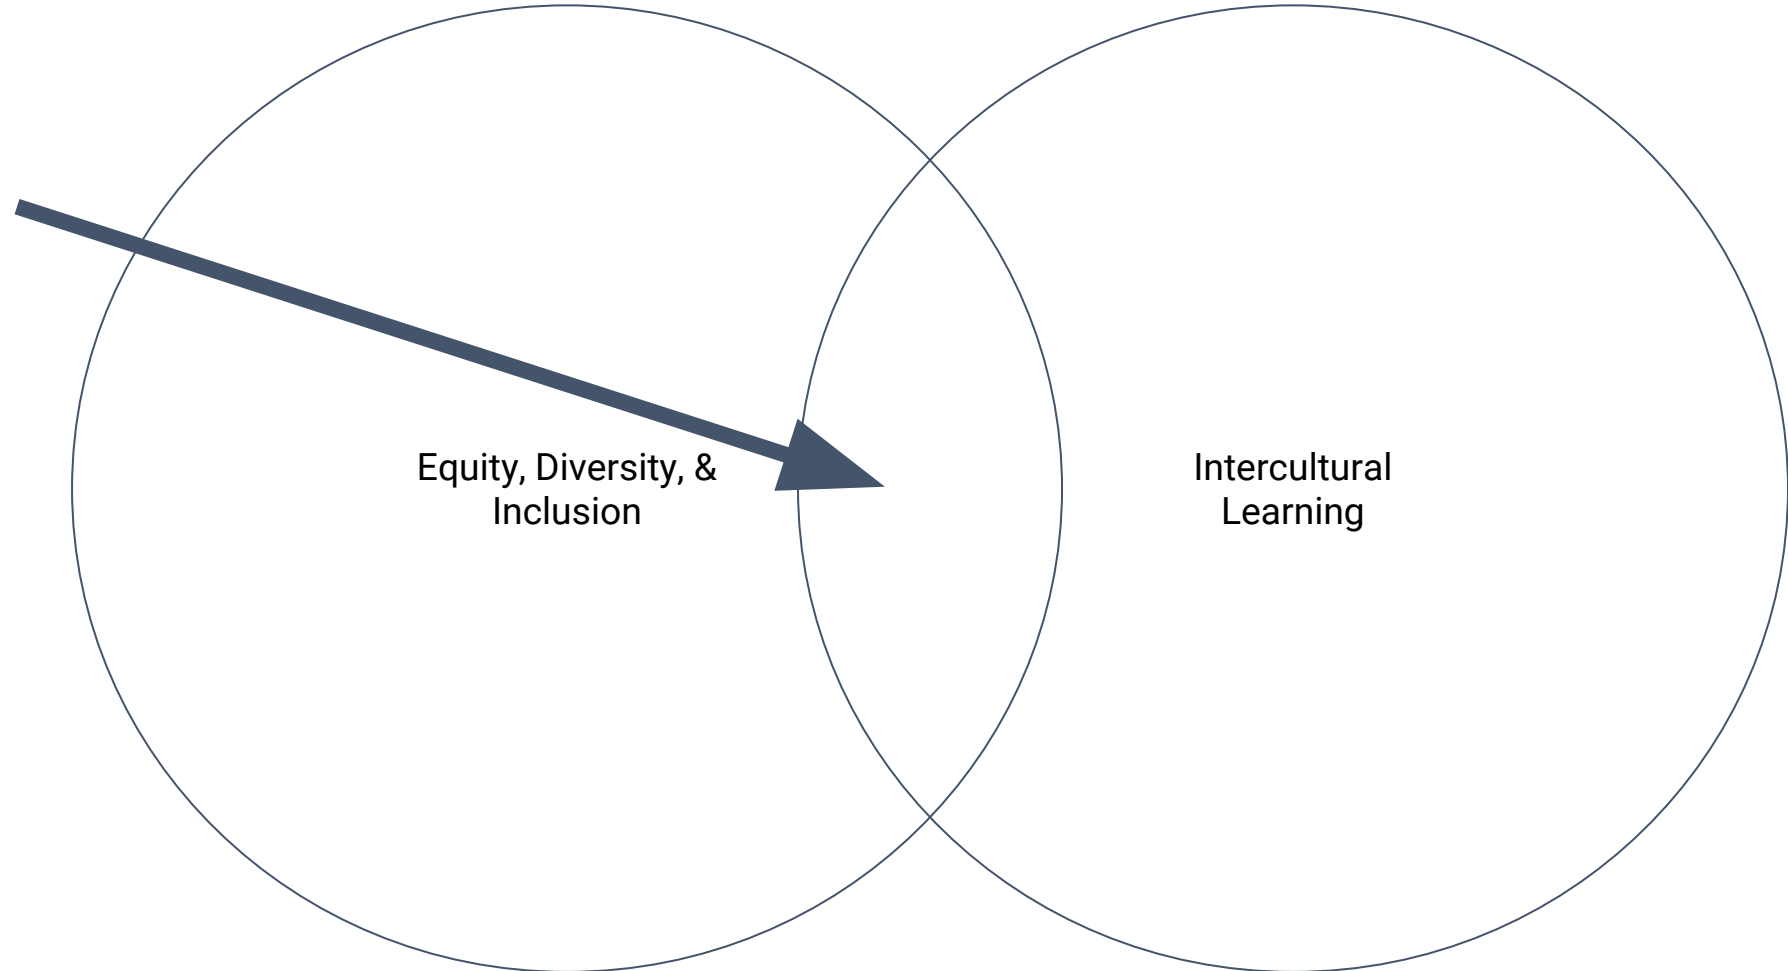 Equity, Diversity, &
Inclusion
Intercultural
Learning